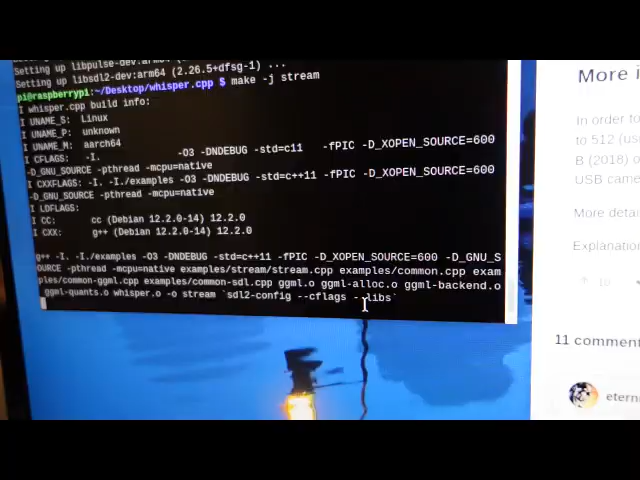 Setting up libpulse-dev:arm64
Setting up libsdl2-dev:arm64 (2.26.5+dfsg-1) ...
pi@raspberrypi:~/Desktop/whisper.cpp $ make -j stream
I whisper.cpp build info:
I UNAME_S: Linux
I UNAME_P: unknown
I UNAME_M: aarch64
I CFLAGS: -I. -O3 -DNDEBUG -std=c11 -fPIC -D_XOPEN_SOURCE=600
-D_GNU_SOURCE -pthread -mcpu=native
I CXXFLAGS: -I. -I./examples -O3 -DNDEBUG -std=c++11 -fPIC -D_XOPEN_SOURCE=600
-D_GNU_SOURCE -pthread -mcpu=native
I LDFLAGS:
I CC: cc (Debian 12.2.0-14) 12.2.0
I CXX: g++ (Debian 12.2.0-14) 12.2.0
g++ -I. -I./examples -O3 -DNDEBUG -std=c++11 -fPIC -D_XOPEN_SOURCE=600 -D_GNU_S
OURCE -pthread -mcpu=native examples/stream/stream.cpp examples/common.cpp exam
ples/common-ggml.cpp examples/common-sdl.cpp ggml.o ggml-alloc.o ggml-backend.o
ggml-quants.o whisper.o -o stream `sdl2-config --cflags --libs`
More i
In order to
to 512 (us
B (2018) o
USB came
More detai
Explanation
11 comment
eterni